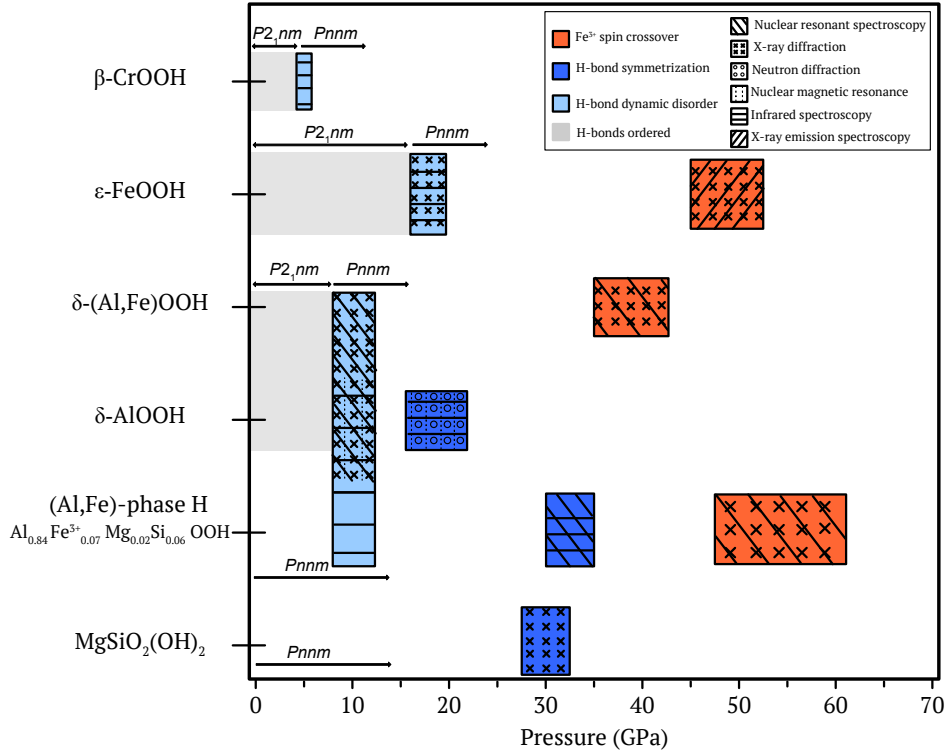 P2₁nm Pnnm
β-CrOOH
P2₁nm Pnnm
ε-FeOOH
P2₁nm Pnnm
δ-(Al,Fe)OOH
δ-AlOOH
(Al,Fe)-phase H
Al₀.₈₄Fe³⁺₀.₀₇Mg₀.₀₂Si₀.₀₆OOH
Pnnm
MgSiO₂(OH)₂
Pnnm
Fe³⁺ spin crossover
H-bond symmetrization
H-bond dynamic disorder
H-bonds ordered
Nuclear resonant spectroscopy
X-ray diffraction
Neutron diffraction
Nuclear magnetic resonance
Infrared spectroscopy
X-ray emission spectroscopy
0 10 20 30 40 50 60 70
Pressure (GPa)